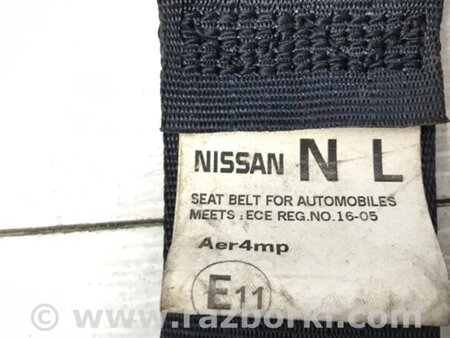 NISSAN N L
SEAT BELT FOR AUTOMOBILES
MEETS : ECE REG.NO.16-05
Aer4mp
E11
© www.razborki.com